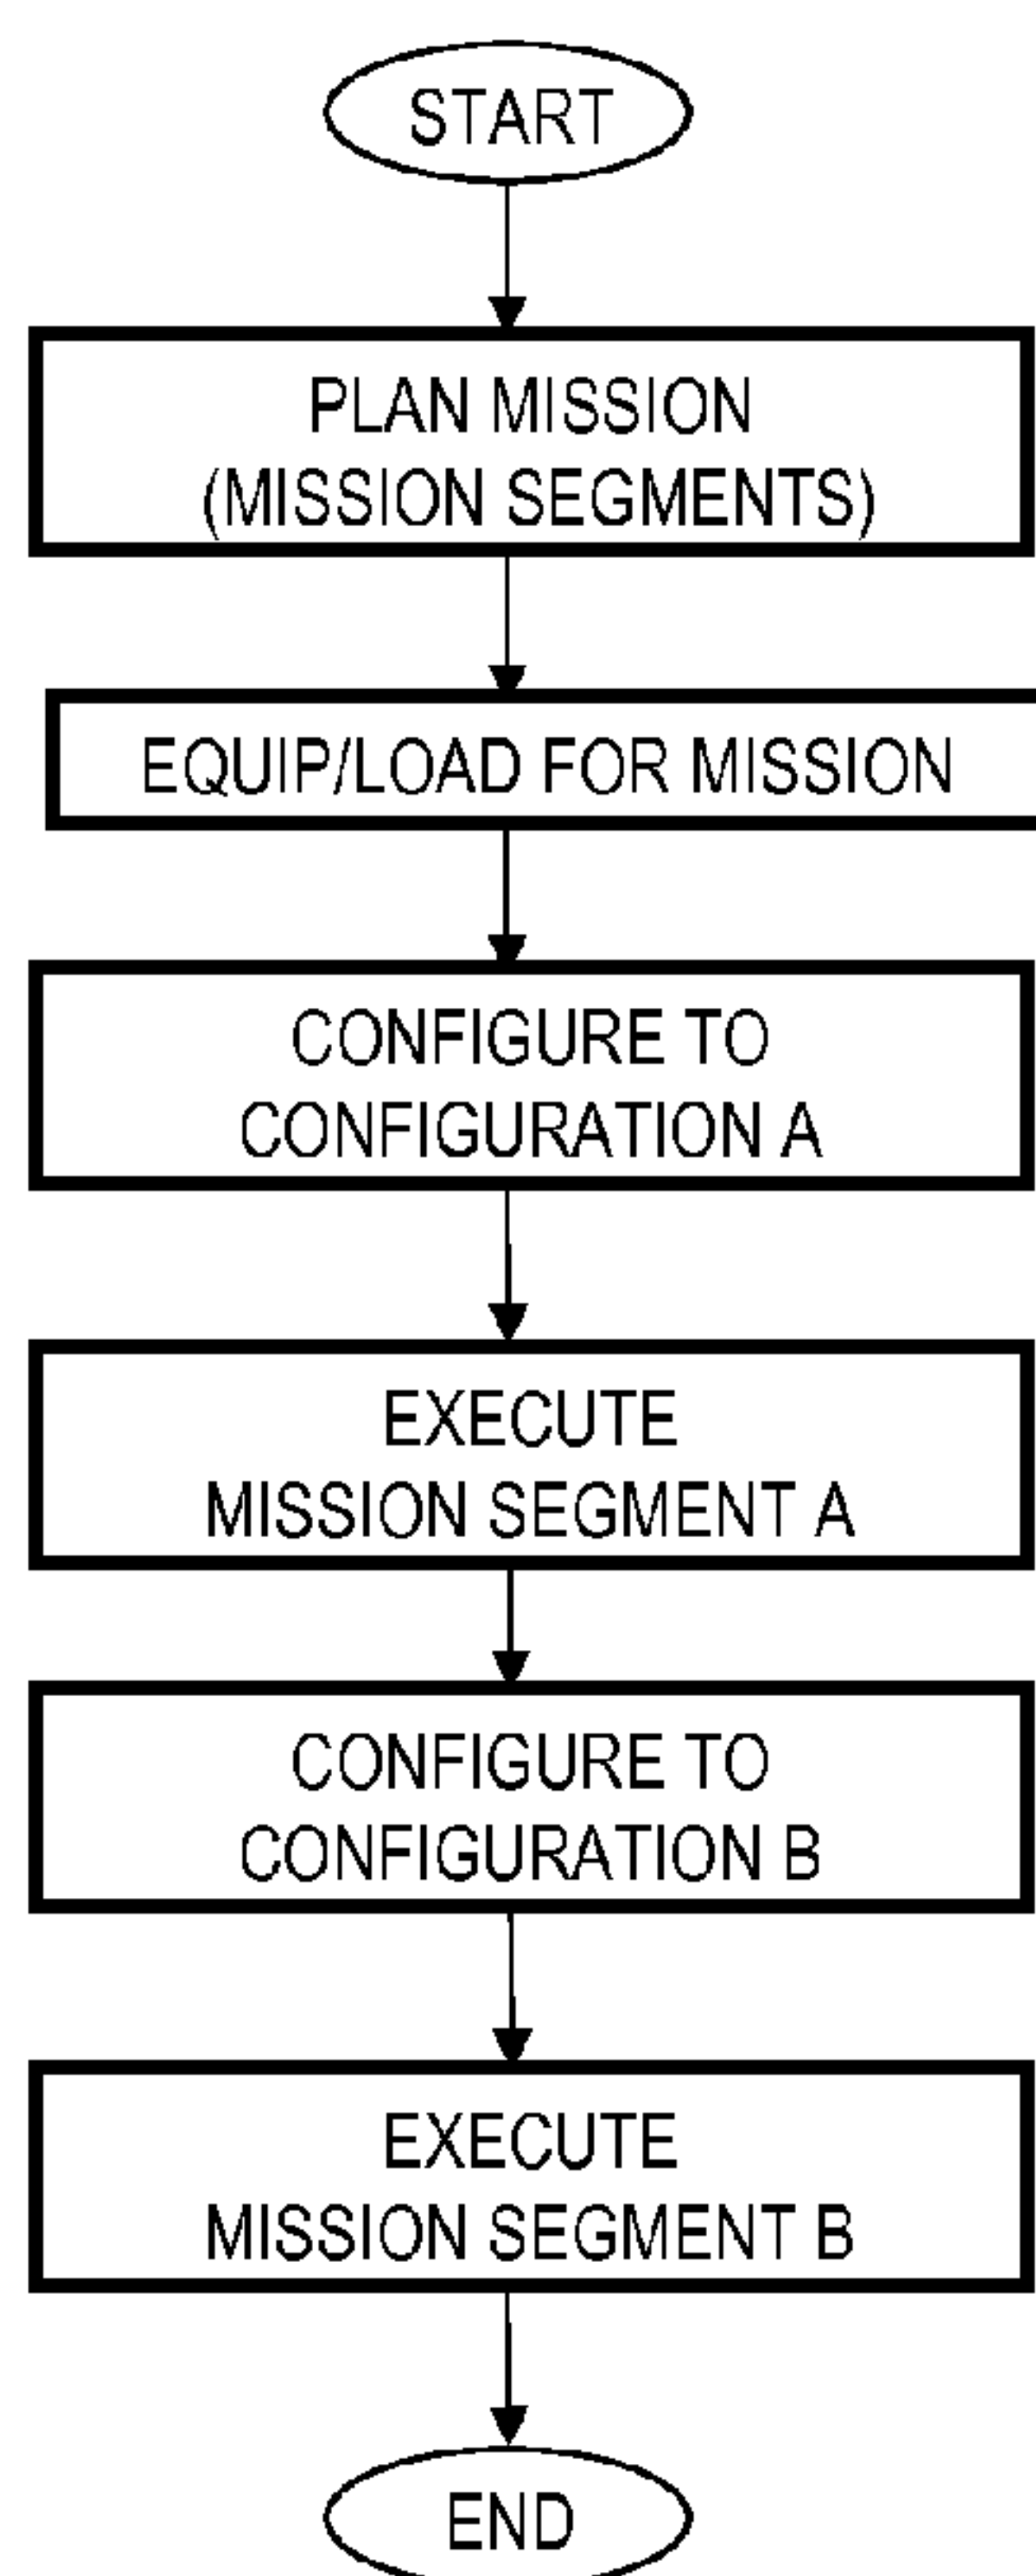 START
PLAN MISSION
(MISSION SEGMENTS)
EQUIP/LOAD FOR MISSION
CONFIGURE TO
CONFIGURATION A
EXECUTE
MISSION SEGMENT A
CONFIGURE TO
CONFIGURATION B
EXECUTE
MISSION SEGMENT B
END